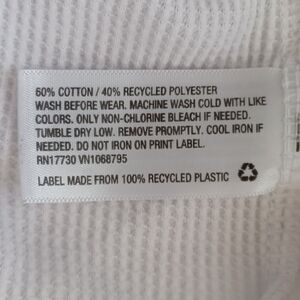 60% COTTON / 40% RECYCLED POLYESTER
WASH BEFORE WEAR. MACHINE WASH COLD WITH LIKE
COLORS. ONLY NON-CHLORINE BLEACH IF NEEDED.
TUMBLE DRY LOW. REMOVE PROMPTLY. COOL IRON IF
NEEDED. DO NOT IRON ON PRINT LABEL.
RN17730 VN1068795
LABEL MADE FROM 100% RECYCLED PLASTIC